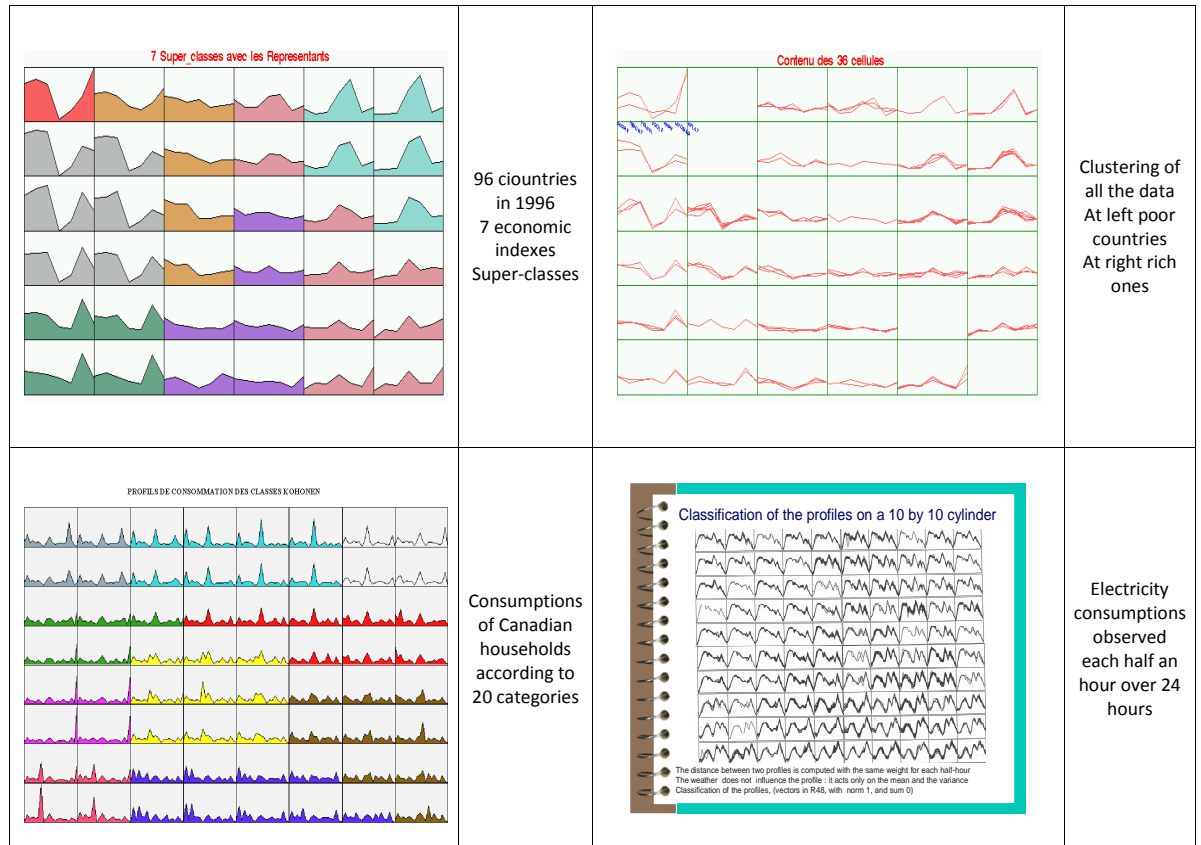 7 Super_classes avec les Representants
96 ciountries
in 1996
7 economic
indexes
Super-classes
Contenu des 36 cellules
Clustering of
all the data
At left poor
countries
At right rich
ones
PROFILS DE CONSOMMATION DES CLASSES KOHONEN
Consumptions
of Canadian
households
according to
20 categories
Classification of the profiles on a 10 by 10 cylinder
The distance between two profiles is computed with the same weight for each half-hour
The weather does not influence the profile : it acts only on the mean and the variance
Classification of the profiles, (vectors in R48, with norm 1, and sum 0)
Electricity
consumptions
observed
each half an
hour over 24
hours